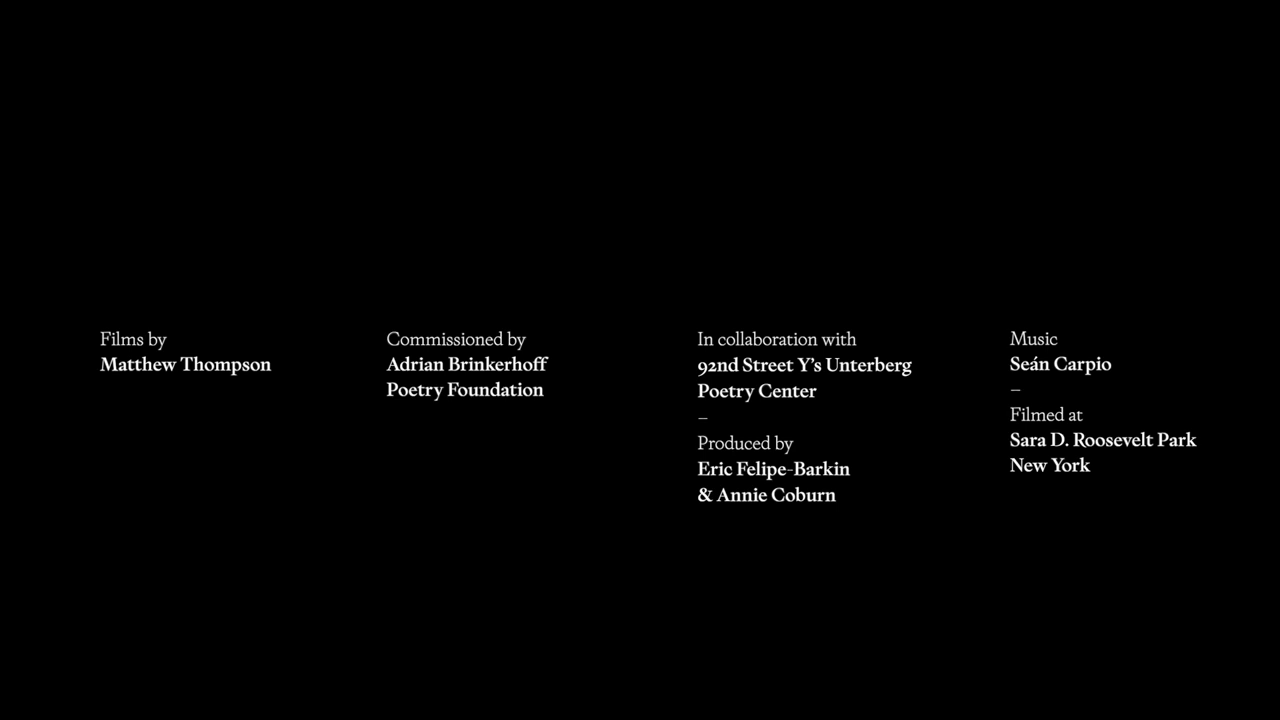 Films by
Matthew Thompson
Commissioned by
Adrian Brinkerhoff
Poetry Foundation
In collaboration with
92nd Street Y’s Unterberg
Poetry Center
–
Produced by
Eric Felipe-Barkin
& Annie Coburn
Music
Seán Carpio
–
Filmed at
Sara D. Roosevelt Park
New York